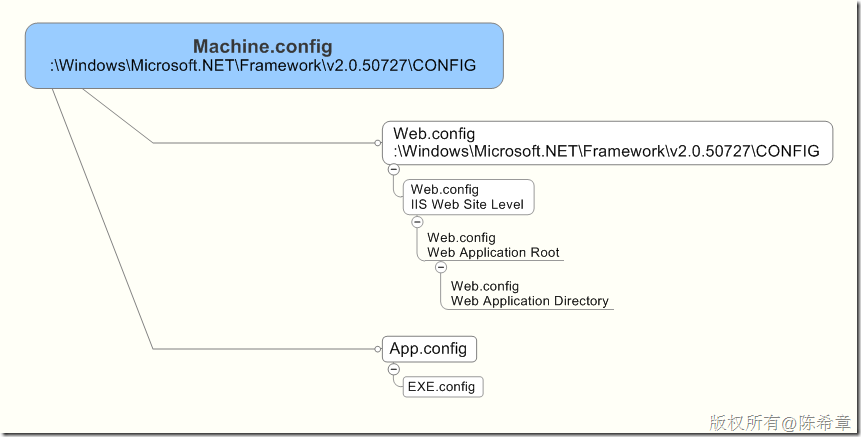 Machine.config
:\Windows\Microsoft.NET\Framework\v2.0.50727\CONFIG
Web.config
:\Windows\Microsoft.NET\Framework\v2.0.50727\CONFIG
Web.config
IIS Web Site Level
Web.config
Web Application Root
Web.config
Web Application Directory
App.config
EXE.config
版权所有@陈希章